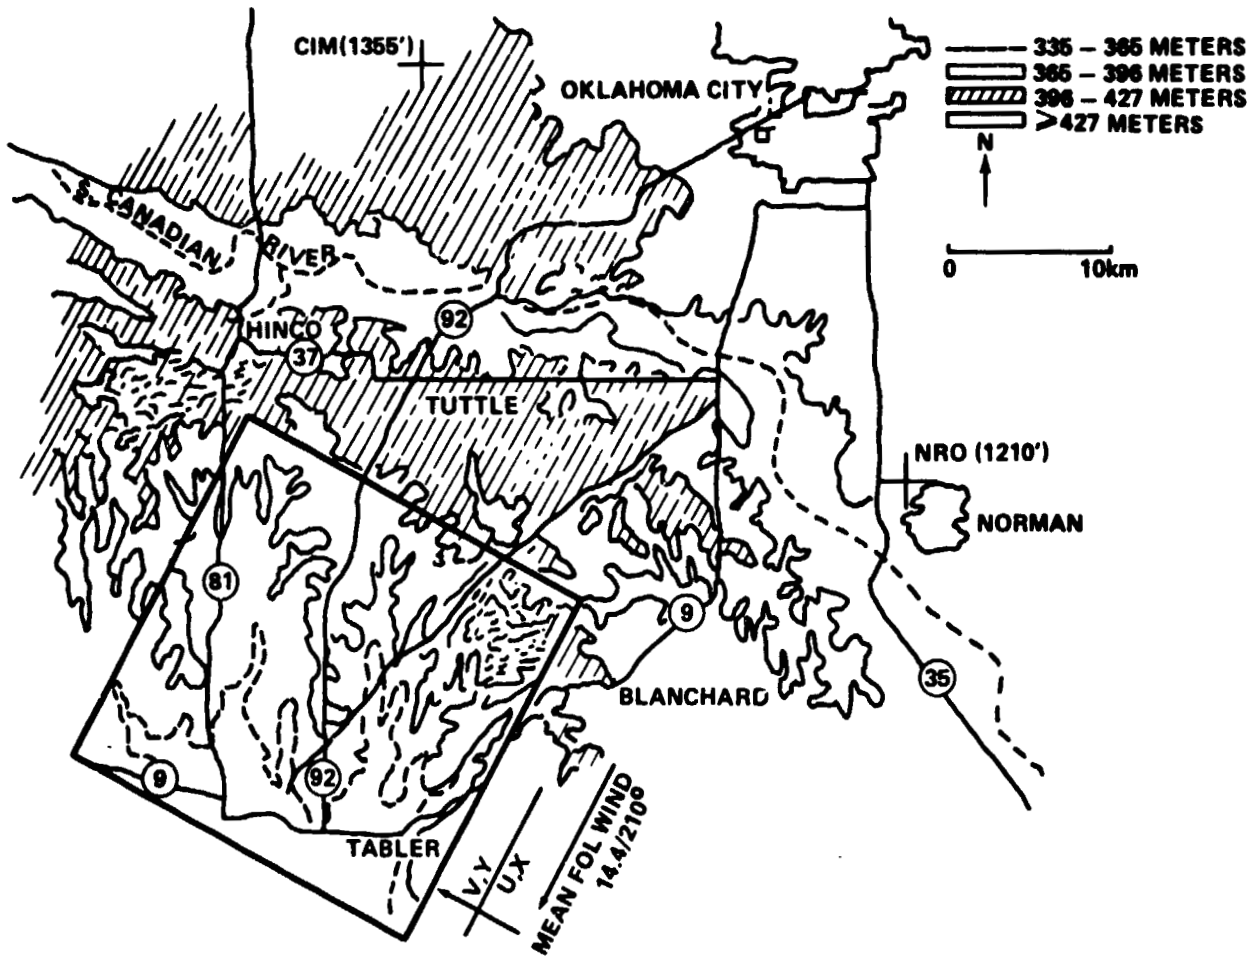 CIM(1355')
OKLAHOMA CITY
335 – 365 METERS
365 – 396 METERS
396 – 427 METERS
>427 METERS
N
0 10km
S. CANADIAN RIVER
HINCO
37
92
TUTTLE
NRO (1210')
NORMAN
81
9
BLANCHARD
35
9
92
TABLER
V,Y
U,X
MEAN FOL WIND
14.4/210º